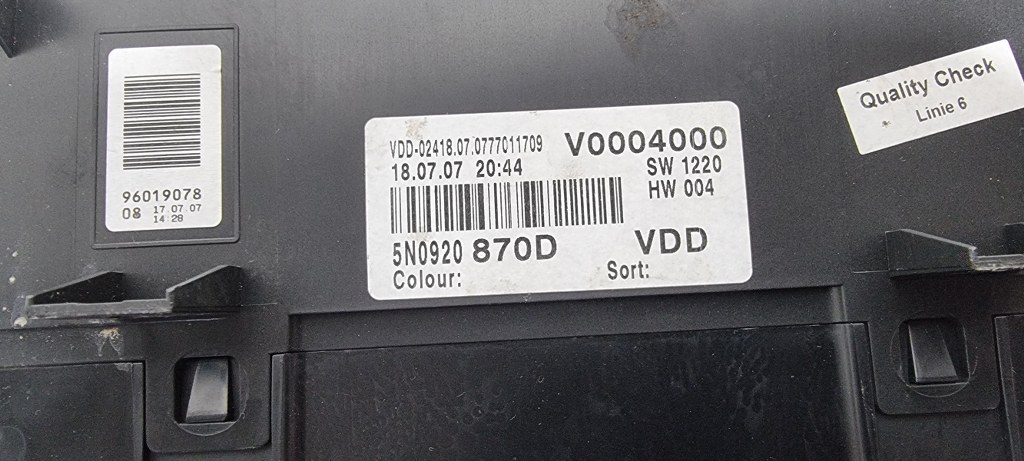 96019078
08 17.07.07
14:28
VDD-02418.07.0777011709 V0004000
18.07.07 20:44 SW 1220
HW 004
5N0920 870D VDD
Colour: Sort:
Quality Check
Linie 6